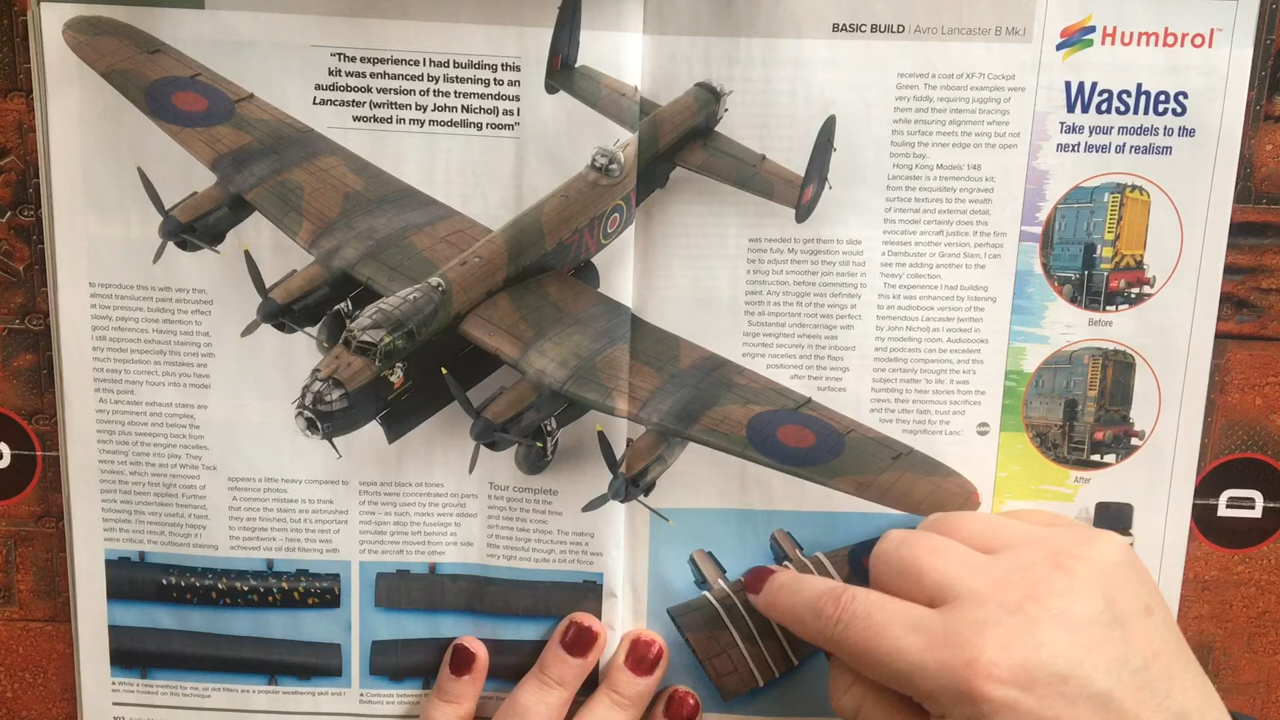 BASIC BUILD | Avro Lancaster B Mk.I
"The experience I had building this
kit was enhanced by listening to an
audiobook version of the tremendous
Lancaster (written by John Nichol) as I
worked in my modelling room"
to reproduce this is with very thin,
almost translucent paint airbrushed
at low pressure, building the effect
slowly, paying close attention to
good references. Having said that,
I still approach exhaust staining on
any model (especially this one) with
much trepidation as mistakes are
not easy to correct, plus you have
invested many hours into a model
at this point.
As Lancaster exhaust stains are
very prominent and complex,
covering above and below the
wings plus sweeping back from
each side of the engine nacelles,
'cheating' came into play. They
were set with the aid of White Tack
'snakes', which were removed
once the very first light coats of
paint had been applied. Further
work was undertaken freehand,
following this very useful, if faint,
template. I'm reasonably happy
with the end result, though if I
were critical, the outboard staining
appears a little heavy compared to
reference photos.
A common mistake is to think
that once the stains are airbrushed
they are finished, but it's important
to integrate them into the rest of
the paintwork – here, this was
achieved via oil dot filtering with
sepia and black oil tones.
Efforts were concentrated on parts
of the wing used by the ground
crew – as such, marks were added
mid-span atop the fuselage to
simulate grime left behind as
groundcrew moved from one side
of the aircraft to the other.
Tour complete
It felt good to fit the
wings for the final time
and see this iconic
airframe take shape. The mating
of these large structures was a
little stressful though, as the fit was
very tight and quite a bit of force
was needed to get them to slide
home fully. My suggestion would
be to adjust them so they still had
a snug but smoother join earlier in
construction, before committing to
paint. Any struggle was definitely
worth it as the fit of the wings at
the all-important root was perfect.
Substantial undercarriage with
large weighted wheels was
mounted securely in the inboard
engine nacelles and the flaps
positioned on the wings
after their inner
surfaces
received a coat of XF-71 Cockpit
Green. The inboard examples were
very fiddly, requiring juggling of
them and their internal bracings
while ensuring alignment where
this surface meets the wing but not
fouling the inner edge on the open
bomb bay...
Hong Kong Models' 1/48
Lancaster is a tremendous kit;
from the exquisitely engraved
surface textures to the wealth
of internal and external detail,
this model certainly does this
evocative aircraft justice. If the firm
releases another version, perhaps
a Dambuster or Grand Slam, I can
see me adding another to the
'heavy' collection.
The experience I had building
this kit was enhanced by listening
to an audiobook version of the
tremendous Lancaster (written
by John Nichol) as I worked in
my modelling room. Audiobooks
and podcasts can be excellent
modelling companions, and this
one certainly brought the kit's
subject matter 'to life'. It was
humbling to hear stories from the
crews, their enormous sacrifices
and the utter faith, trust and
love they had for the
magnificent 'Lanc'. AMW
While a new method for me, oil dot filters are a popular weathering skill and I
am now hooked on this technique
Contrasts between
(bottom) are obvious
102
Humbrol™
Washes
Take your models to the
next level of realism
Before
After
D